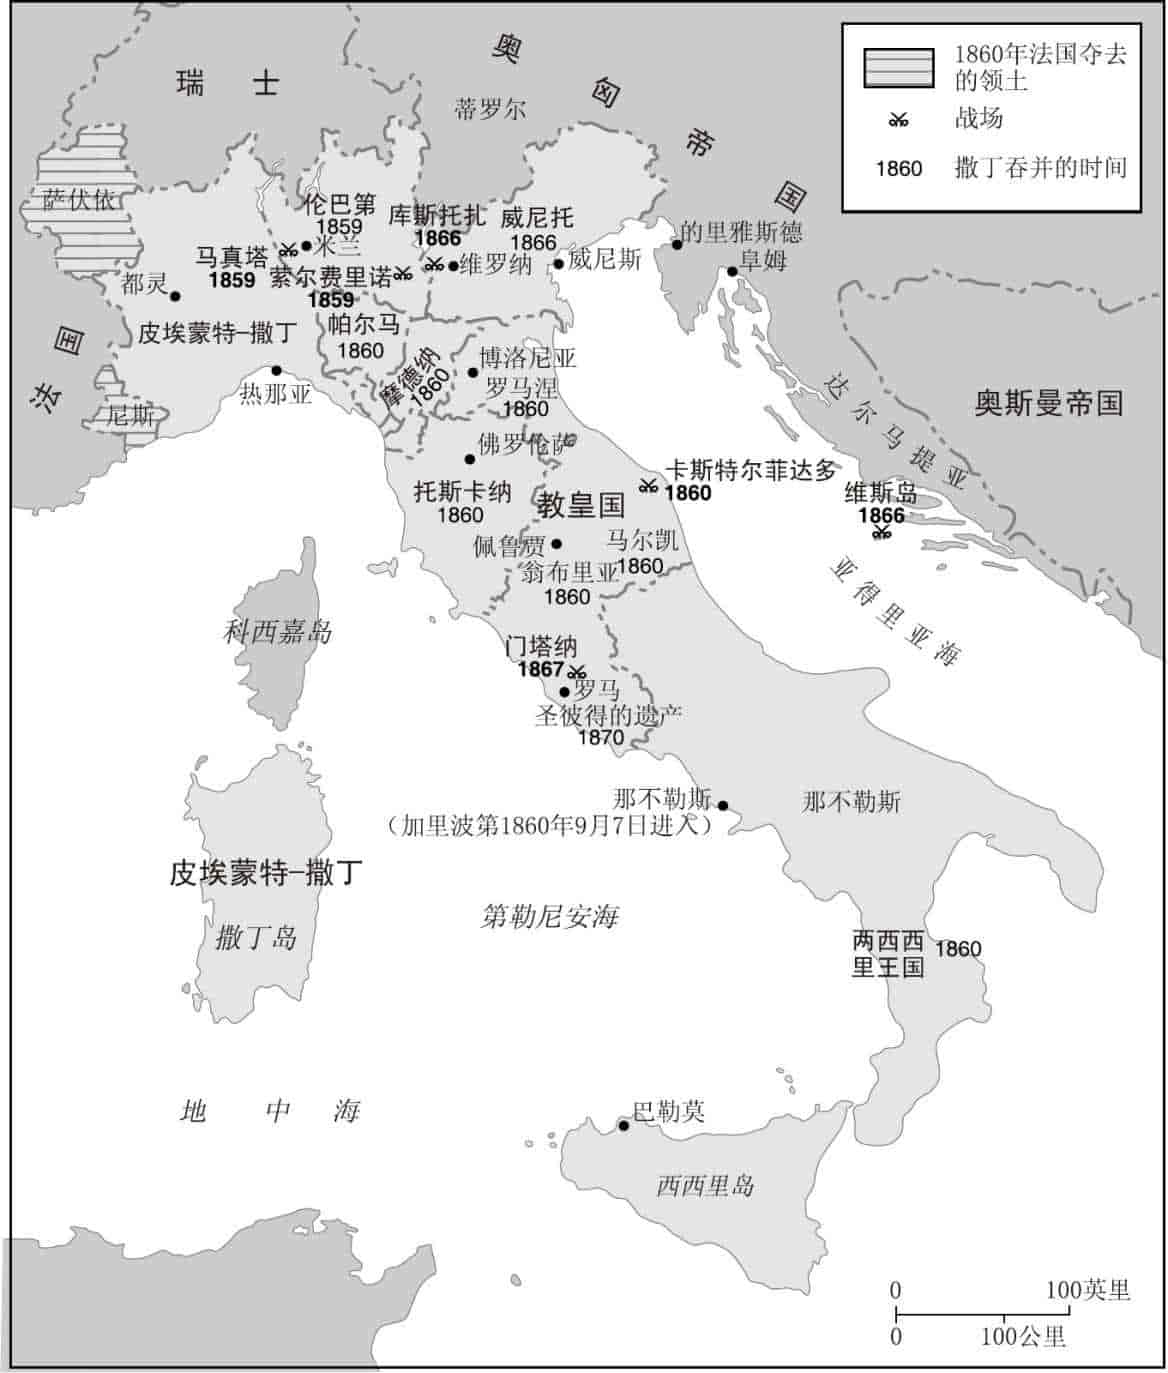 1860年法国夺去
的领土
战场
1860 撒丁吞并的时间
瑞士
奥匈帝国
蒂罗尔
萨伏依
伦巴第
1859
库斯托扎
1866
威尼托
1866
的里雅斯德
阜姆
马真塔
1859
米兰
萦尔费里诺
1859
维罗纳
威尼斯
都灵
法国
皮埃蒙特–撒丁
帕尔马
1860
摩德纳
1860
博洛尼亚
罗马涅
1860
热那亚
尼斯
达尔马提亚
奥斯曼帝国
佛罗伦萨
托斯卡纳
1860
教皇国
卡斯特尔菲达多
1860
维斯岛
1866
佩鲁贾
马尔凯
1860
翁布里亚
1860
亚得里亚海
科西嘉岛
门塔纳
1867
罗马
圣彼得的遗产
1870
那不勒斯
（加里波第1860年9月7日进入）
那不勒斯
皮埃蒙特–撒丁
撒丁岛
第勒尼安海
两西西
里王国
1860
地中海
巴勒莫
西西里岛
0 100英里
0 100公里